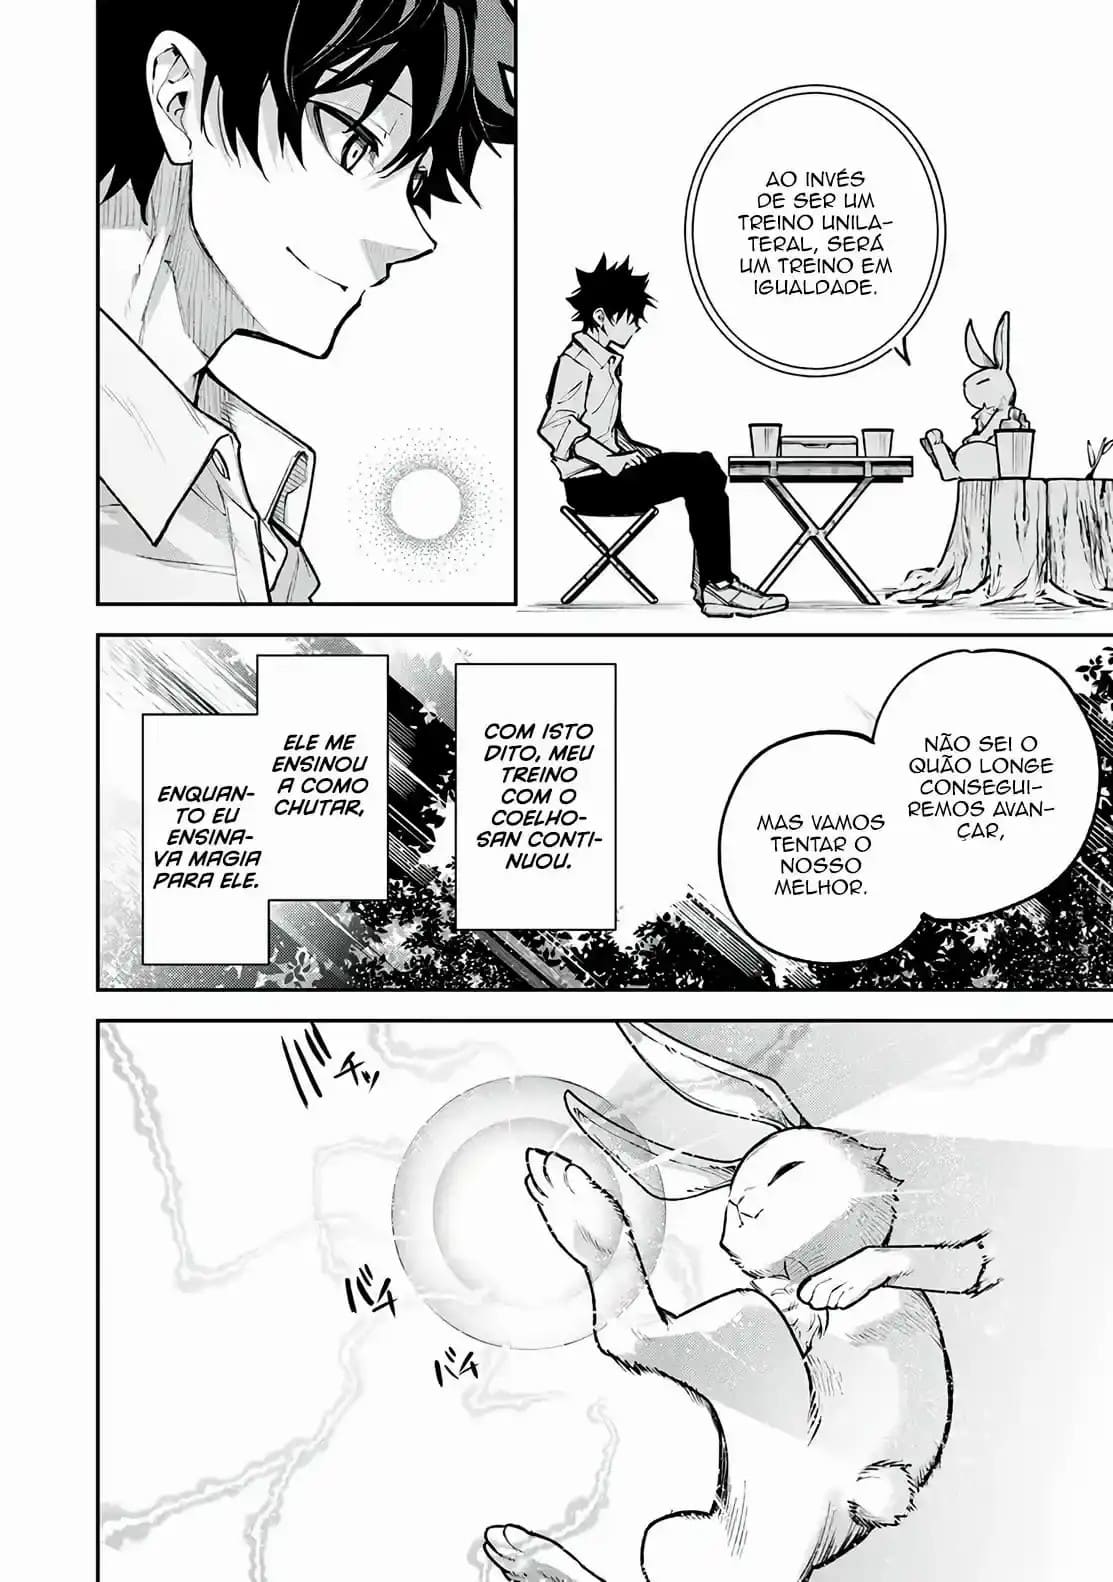 AO INVÉS
DE SER UM
TREINO UNILA-
TERAL, SERÁ
UM TREINO EM
IGUALDADE.
NÃO SEI O
QUÃO LONGE
CONSEGUI-
REMOS AVAN-
ÇAR,
MAS VAMOS
TENTAR O
NOSSO
MELHOR.
COM ISTO
DITO, MEU
TREINO
COM O
COELHO-
SAN CONTI-
NUOU.
ELE ME
ENSINOU
A COMO
CHUTAR,
ENQUAN-
TO EU
ENSINA-
VA MAGIA
PARA ELE.
バチッ
バチ
バチ